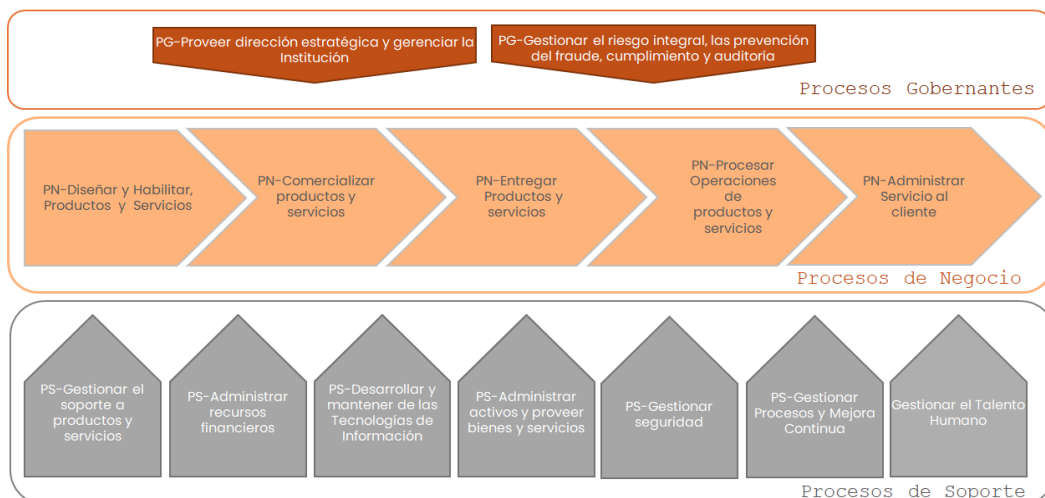 PG-Proveer dirección estratégica y gerenciar la
Institución
PG-Gestionar el riesgo integral, las prevención
del fraude, cumplimiento y auditoría
Procesos Gobernantes
PN-Diseñar y Habilitar,
Productos y Servicios
PN-Comercializar
productos y
servicios
PN-Entregar
Productos y
servicios
PN-Procesar
Operaciones
de
productos y
servicios
PN-Administrar
Servicio al
cliente
Procesos de Negocio
PS-Gestionar el
soporte a
productos y
servicios
PS-Administrar
recursos
financieros
PS-Desarrollar y
mantener de las
Tecnologías de
Información
PS-Administrar
activos y proveer
bienes y servicios
PS-Gestionar
seguridad
PS-Gestionar
Procesos y Mejora
Continua
Gestionar el Talento
Humano
Procesos de Soporte